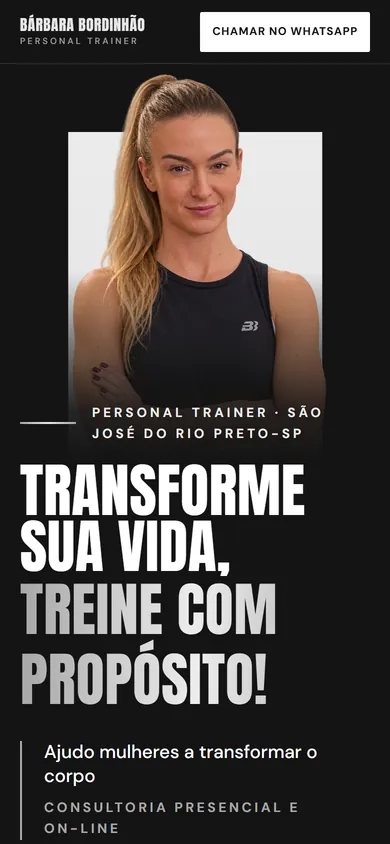 BÁRBARA BORDINHÃO
PERSONAL TRAINER
CHAMAR NO WHATSAPP
PERSONAL TRAINER · SÃO
JOSÉ DO RIO PRETO-SP
TRANSFORME
SUA VIDA,
TREINE COM
PROPÓSITO!
Ajudo mulheres a transformar o
corpo
CONSULTORIA PRESENCIAL E
ON-LINE